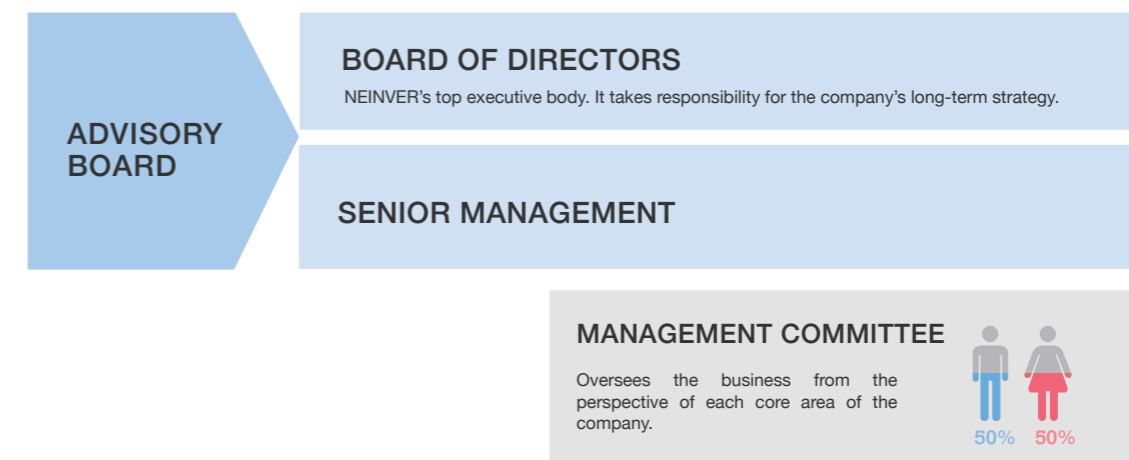 ADVISORY
BOARD
BOARD OF DIRECTORS
NEINVER’s top executive body. It takes responsibility for the company’s long-term strategy.
SENIOR MANAGEMENT
MANAGEMENT COMMITTEE
Oversees the business from the
perspective of each core area of the
company.
50% 50%